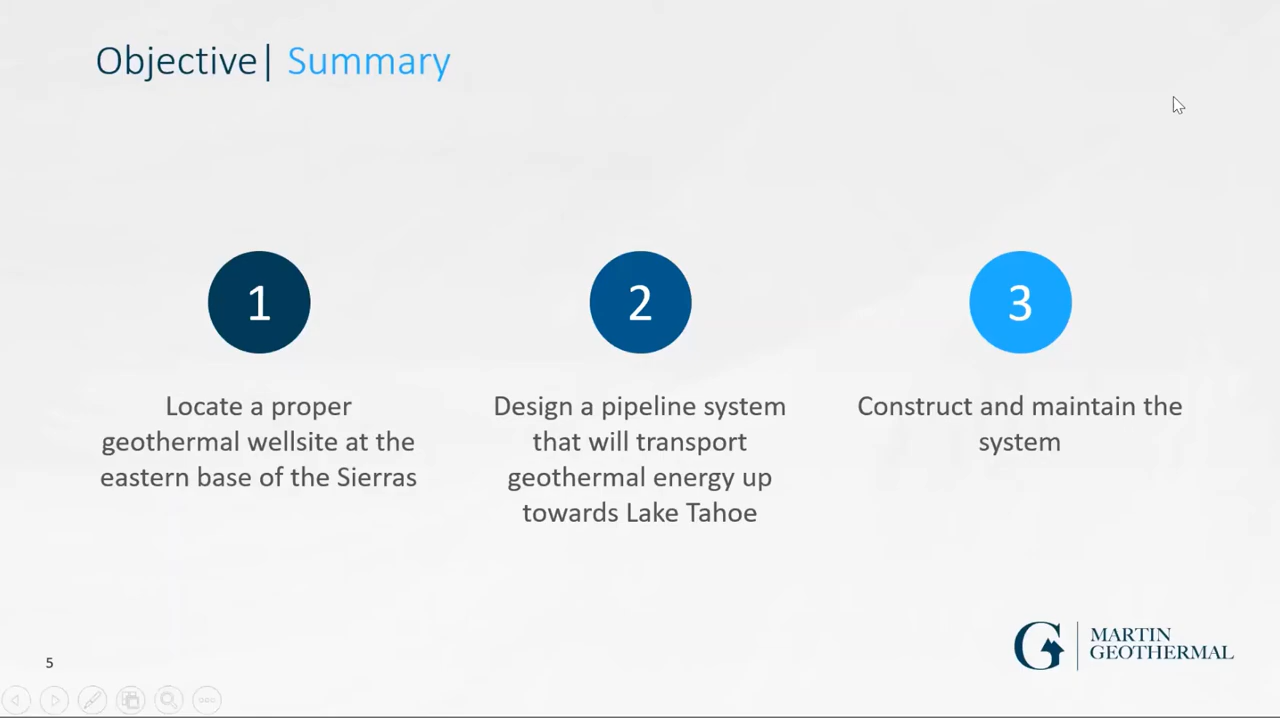 Objective| Summary
1
2
3
Locate a proper
geothermal wellsite at the
eastern base of the Sierras
Design a pipeline system
that will transport
geothermal energy up
towards Lake Tahoe
Construct and maintain the
system
5
G
MARTIN
GEOTHERMAL